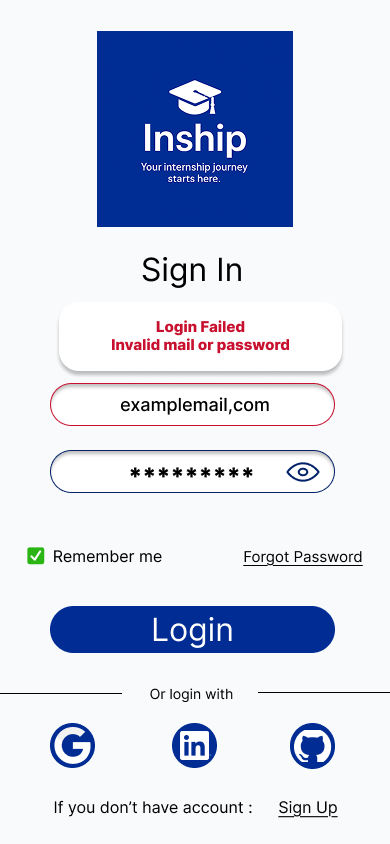 Inship
Your internship journey
starts here.
Sign In
Login Failed
Invalid mail or password
examplemail,com
*********
Remember me
Forgot Password
Login
Or login with
G
in
If you don’t have account :
Sign Up